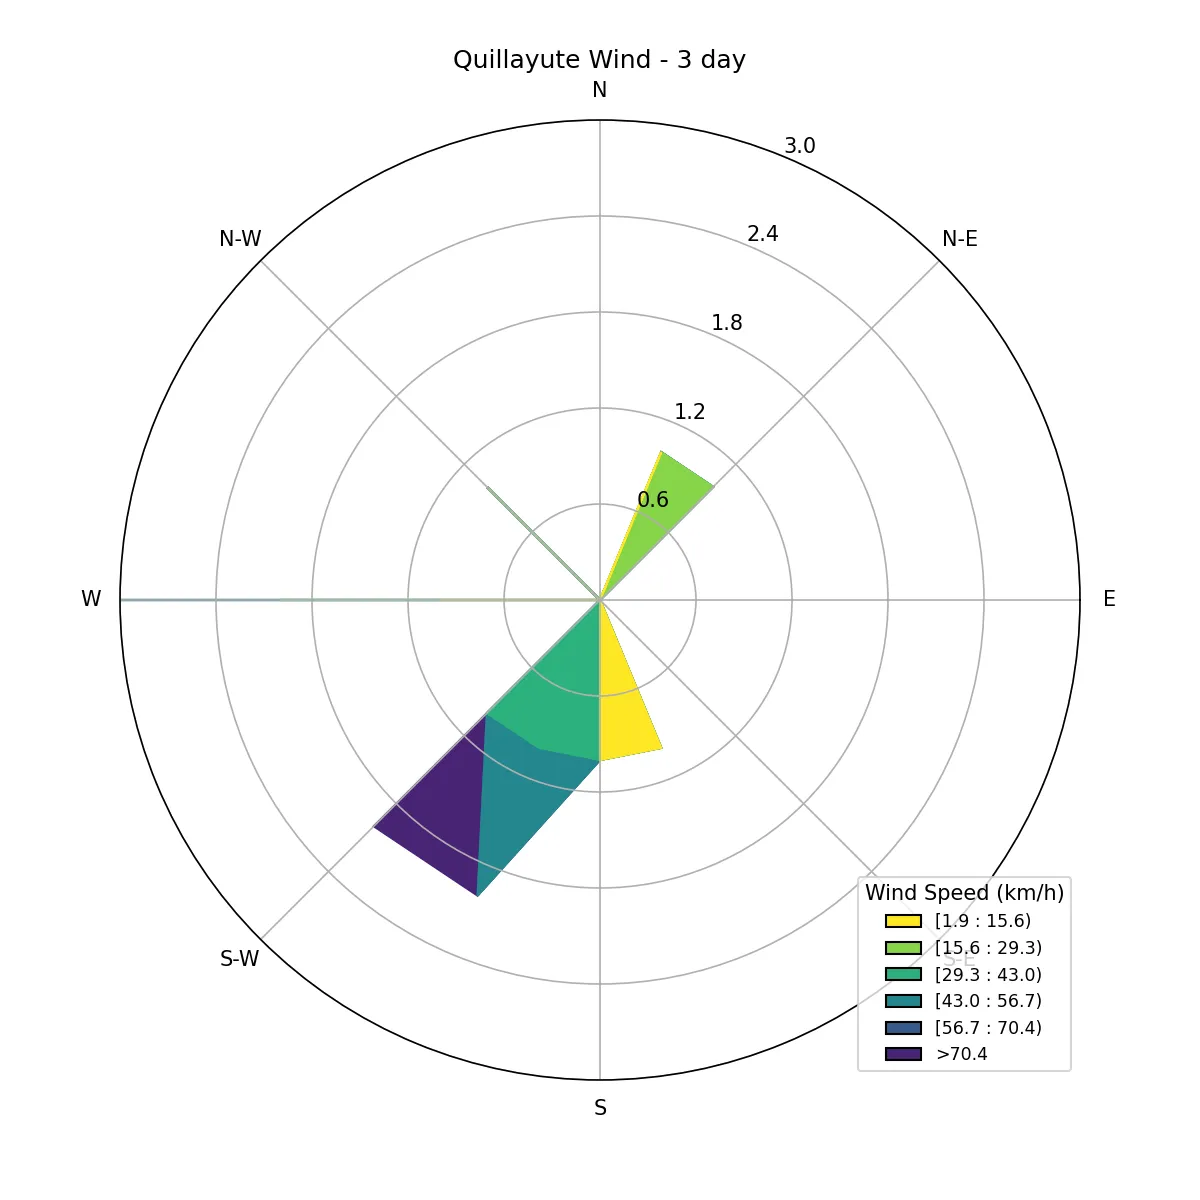 Quillayute Wind - 3 day
N
3.0
N-W
2.4
N-E
1.8
1.2
0.6
W
E
S-W
S-E
S
Wind Speed (km/h)
[1.9 : 15.6)
[15.6 : 29.3)
[29.3 : 43.0)
[43.0 : 56.7)
[56.7 : 70.4)
>70.4